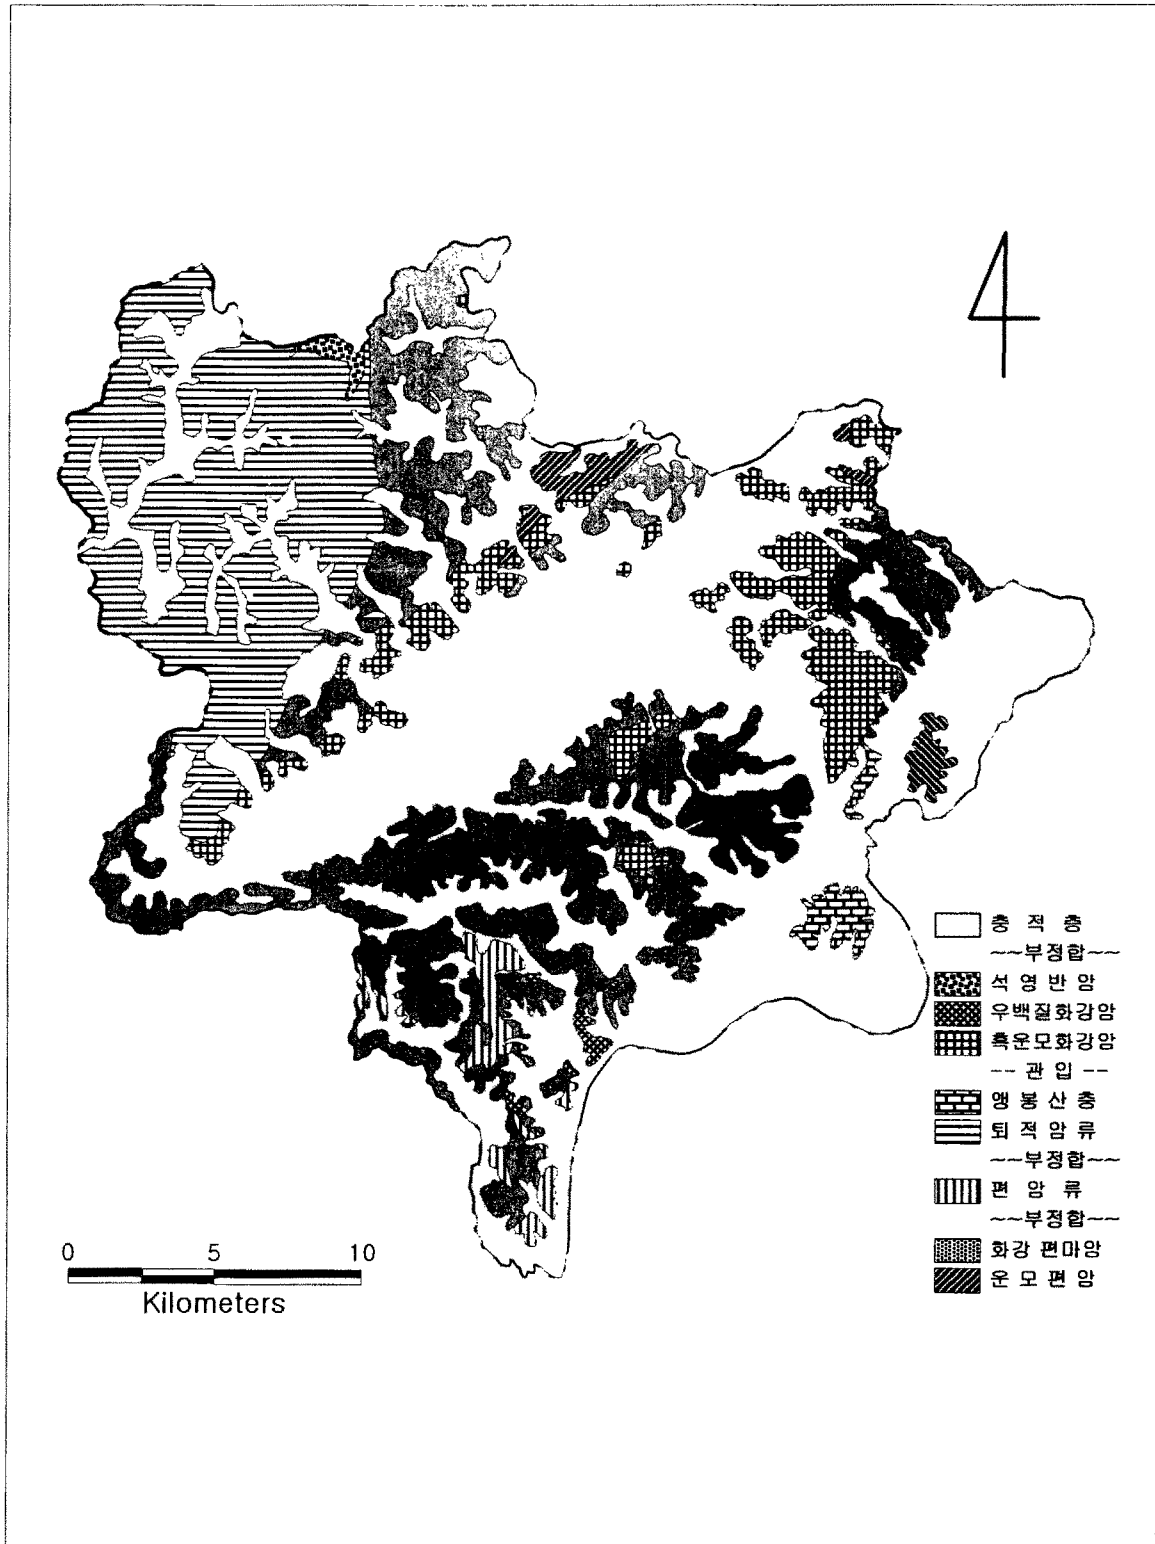 충 적 층
~~부정합~~
석 영 반 암
우백질화강암
흑운모화강암
-- 관 입 --
앵 봉 산 층
퇴 적 암 류
~~부정합~~
편 암 류
~~부정합~~
화강 편마암
운 모 편 암
0 5 10
Kilometers